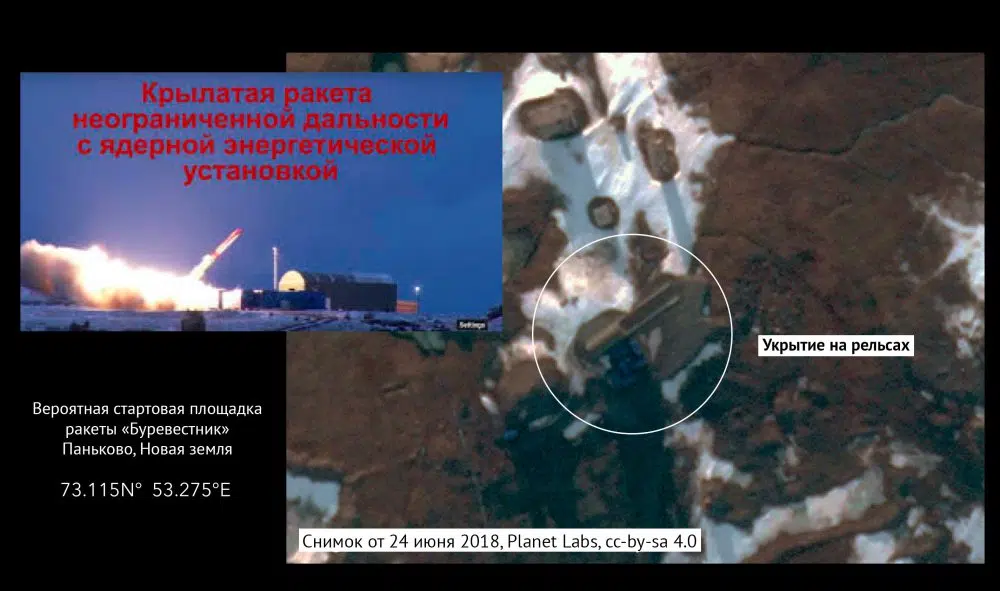 Крылатая ракета
неограниченной дальности
с ядерной энергетической
установкой
Settings
Укрытие на рельсах
Вероятная стартовая площадка
ракеты «Буревестник»
Паньково, Новая земля
73.115N° 53.275°E
Снимок от 24 июня 2018, Planet Labs, cc-by-sa 4.0